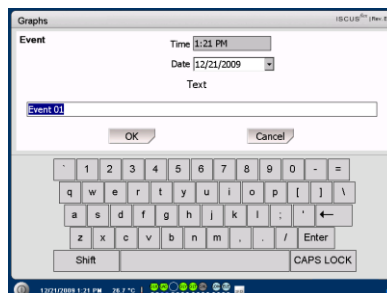 Graphs
Event
Time 1:21 PM
Date 12/21/2009
Text
Event 01
OK Cancel
` 1 2 3 4 5 6 7 8 9 0 - =
q w e r t y u i o p [ ] \
a s d f g h j k l ; ' ←
z x c v b n m , . / Enter
Shift CAPS LOCK
12/21/2009 1:21 PM 26.7 °C